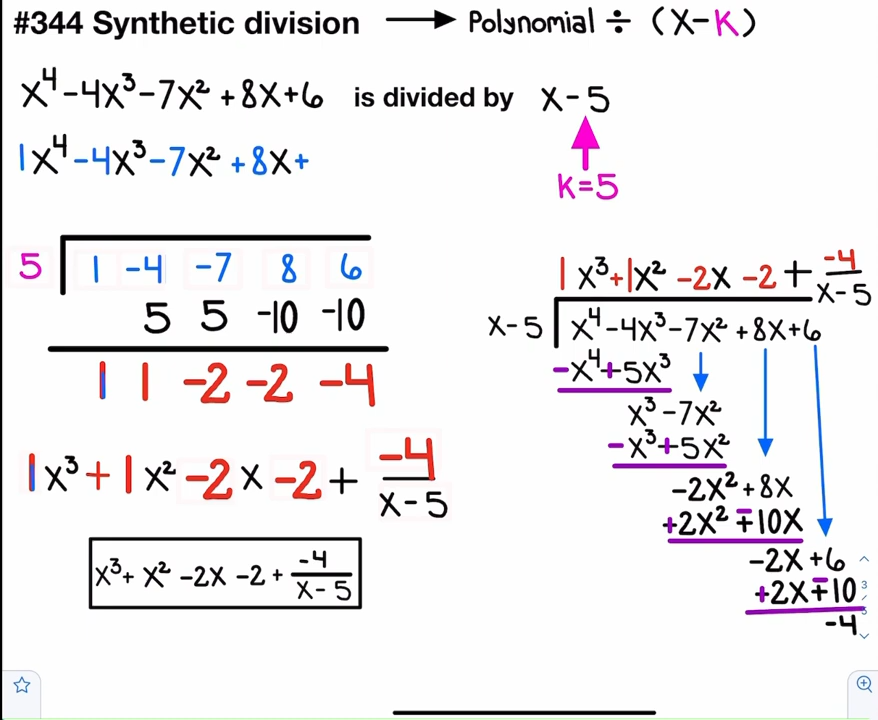 #344 Synthetic division → Polynomial ÷ (x-k)
x⁴-4x³-7x²+8x+6 is divided by x-5
1x⁴-4x³-7x²+8x+
k=5
5 1 -4 -7 8 6
5 5 -10 -10
1 1 -2 -2 -4
1x³+1x²-2x-2+ -4/x-5
x³+x²-2x-2+ -4/x-5
1x³+1x²-2x-2+ -4/x-5
x-5 x⁴-4x³-7x²+8x+6
-x⁴+5x³
x³-7x²
-x³+5x²
-2x²+8x
+2x²∓10x
-2x+6
+2x∓10
-4